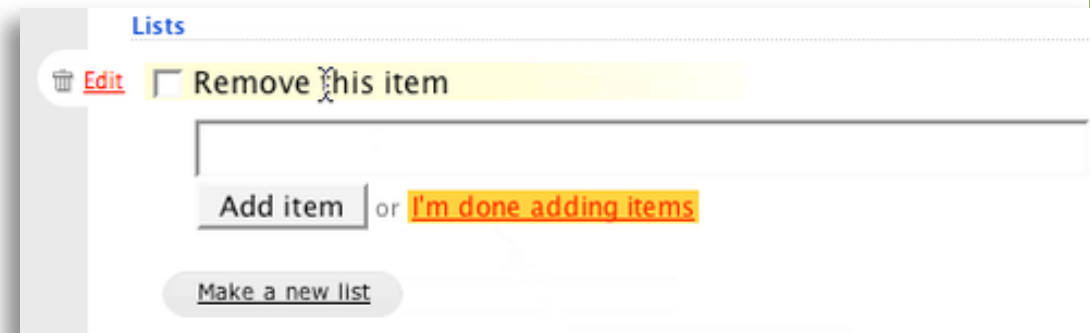 Lists
Edit Remove this item
Add item or I'm done adding items
Make a new list